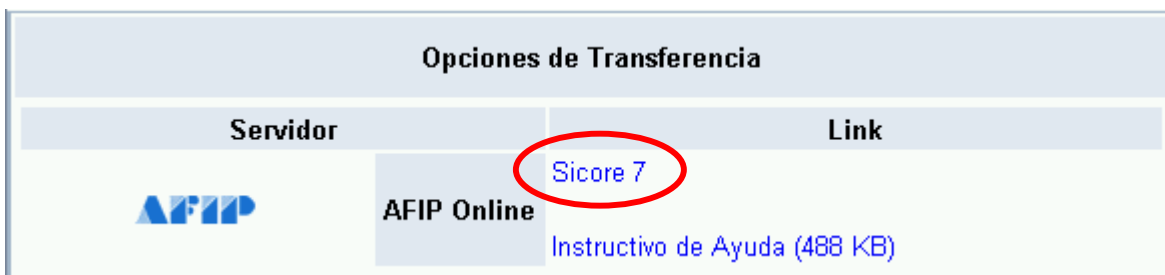 Opciones de Transferencia
Servidor Link
Sicore 7
AFIP AFIP Online
Instructivo de Ayuda (488 KB)